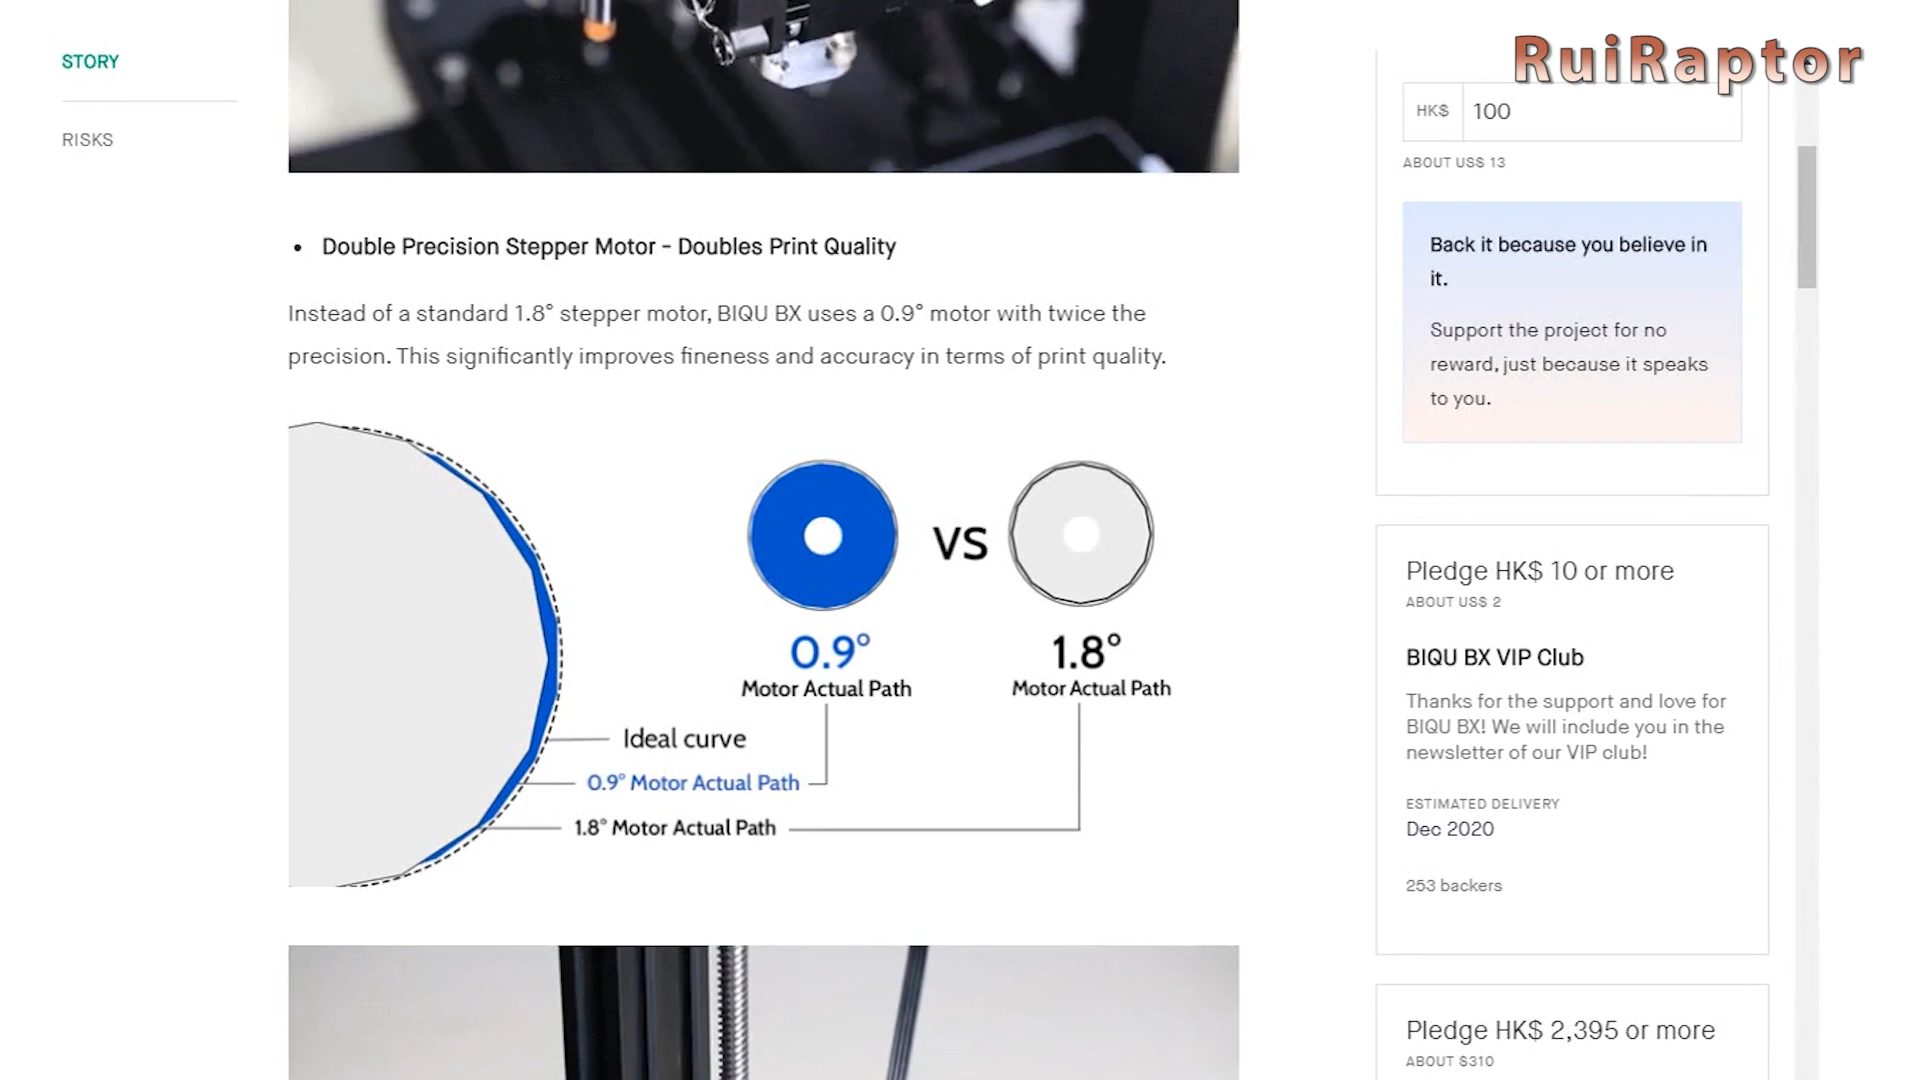 RuiRaptor
STORY
RISKS
• Double Precision Stepper Motor - Doubles Print Quality
Instead of a standard 1.8° stepper motor, BIQU BX uses a 0.9° motor with twice the
precision. This significantly improves fineness and accuracy in terms of print quality.
VS
0.9°
Motor Actual Path
1.8°
Motor Actual Path
Ideal curve
0.9° Motor Actual Path
1.8° Motor Actual Path
HK$ 100
ABOUT US$ 13
Back it because you believe in
it.
Support the project for no
reward, just because it speaks
to you.
Pledge HK$ 10 or more
ABOUT US$ 2
BIQU BX VIP Club
Thanks for the support and love for
BIQU BX! We will include you in the
newsletter of our VIP club!
ESTIMATED DELIVERY
Dec 2020
253 backers
Pledge HK$ 2,395 or more
ABOUT $310